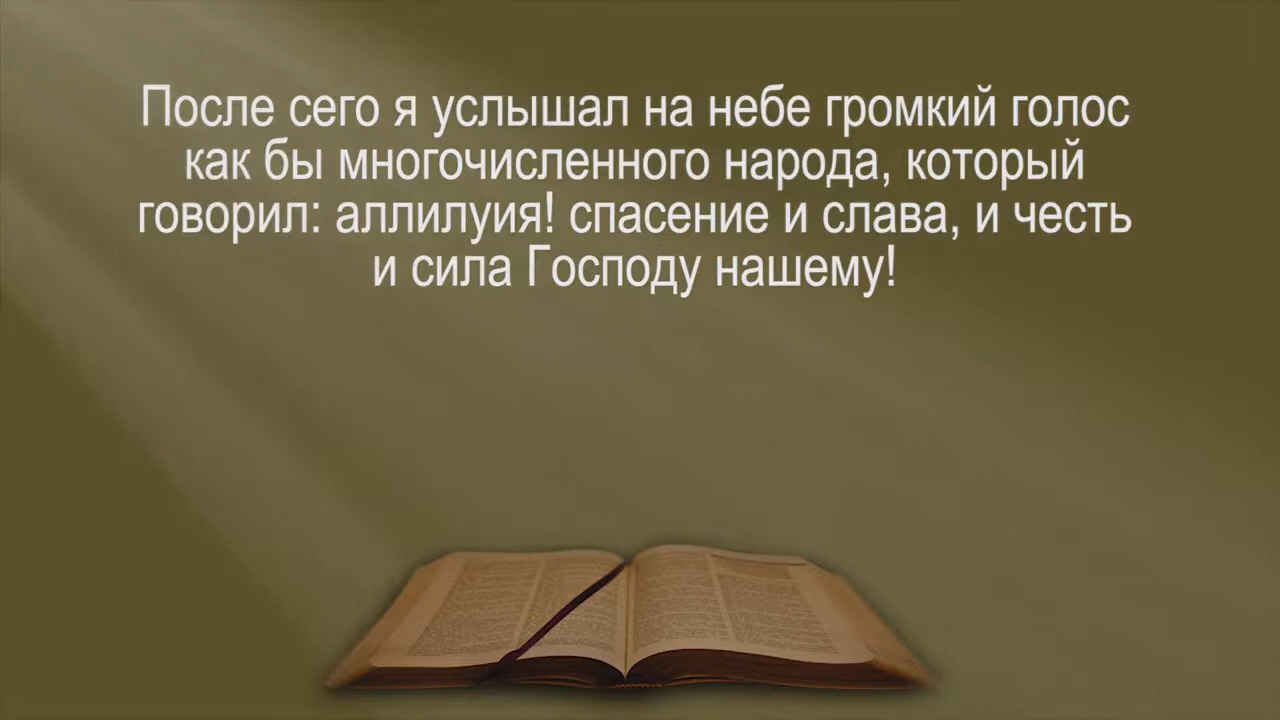 После сего я услышал на небе громкий голос
как бы многочисленного народа, который
говорил: аллилуия! спасение и слава, и честь
и сила Господу нашему!